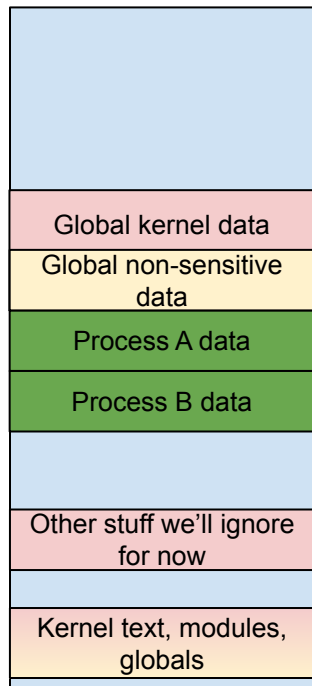 Global kernel data
Global non-sensitive
data
Process A data
Process B data
Other stuff we’ll ignore
for now
Kernel text, modules,
globals